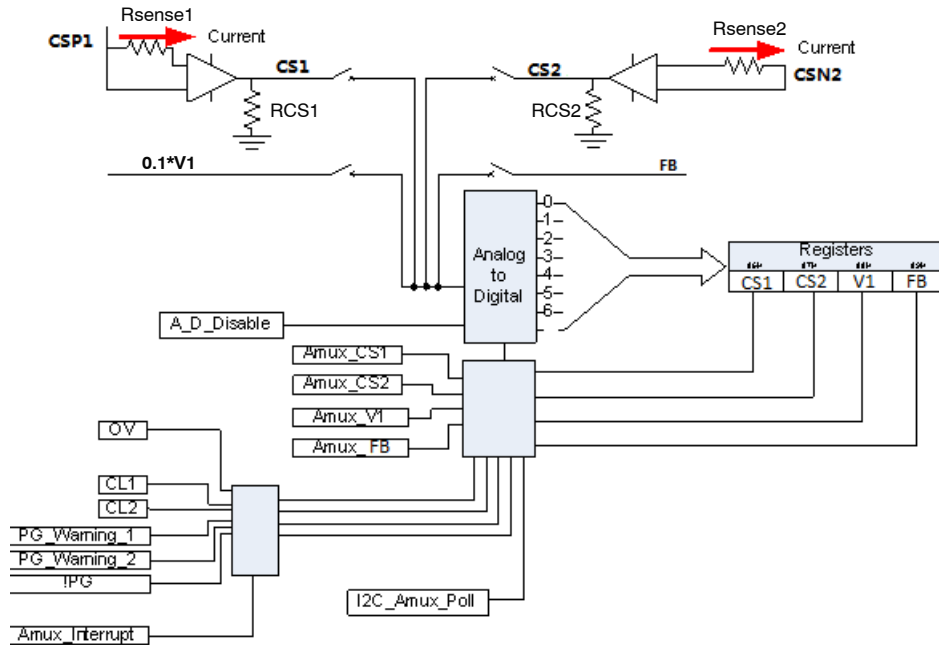 Rsense1
CSP1
Current
CS1
RCS1
Rsense2
Current
CS2
CSN2
RCS2
0.1*V1
FB
Analog
to
Digital
0
1
2
3
4
5
6
Registers
CS1 CS2 V1 FB
A_D_Disable
Amux_CS1
Amux_CS2
Amux_V1
Amux_FB
OV
CL1
CL2
PG_Warning_1
PG_Warning_2
!PG
Amux_Interrupt
I2C_Amux_Poll